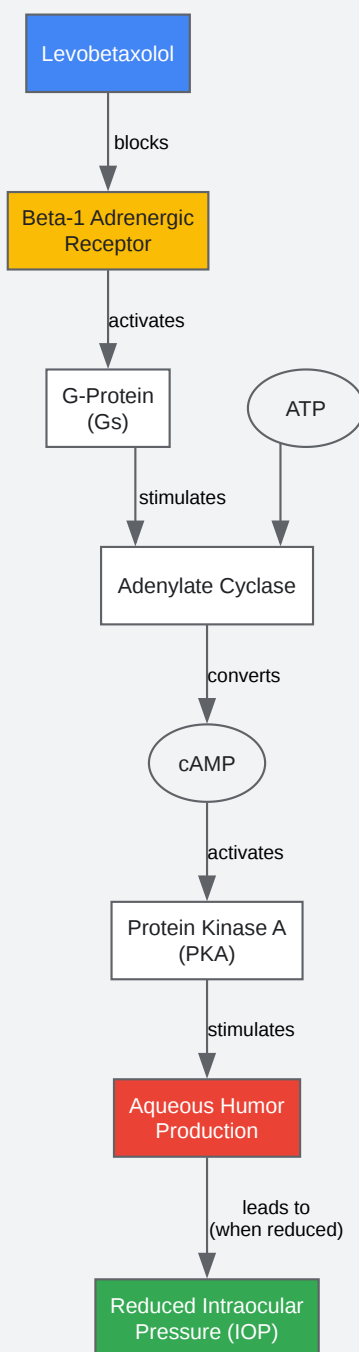 Levobetaxolol
blocks
Beta-1 Adrenergic
Receptor
activates
G-Protein
(Gs)
ATP
stimulates
Adenylate Cyclase
converts
cAMP
activates
Protein Kinase A
(PKA)
stimulates
Aqueous Humor
Production
leads to
(when reduced)
Reduced Intraocular
Pressure (IOP)